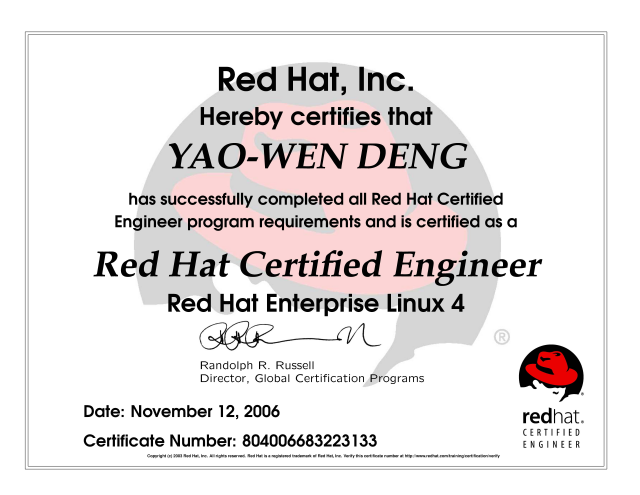 Red Hat, Inc.
Hereby certifies that
YAO-WEN DENG
has successfully completed all Red Hat Certified
Engineer program requirements and is certified as a
Red Hat Certified Engineer
Red Hat Enterprise Linux 4
®
Randolph R. Russell
Director, Global Certification Programs
Date: November 12, 2006
Certificate Number: 804006683223133
redhat.
CERTIFIED
ENGINEER
Copyright (c) 2003 Red Hat, Inc. All rights reserved. Red Hat is a registered trademark of Red Hat, Inc. Verify this certificate number at http://www.redhat.com/training/certification/verify